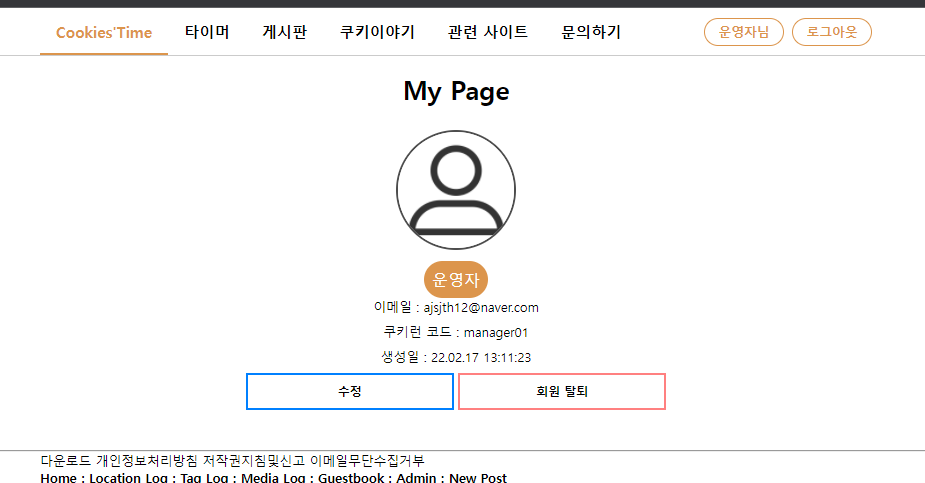 Cookies'Time 타이머 게시판 쿠키이야기 관련 사이트 문의하기 운영자님 로그아웃
My Page
운영자
이메일 : ajsjth12@naver.com
쿠키런 코드 : manager01
생성일 : 22.02.17 13:11:23
수정 회원 탈퇴
다운로드 개인정보처리방침 저작권지침및신고 이메일무단수집거부
Home : Location Log : Tag Log : Media Log : Guestbook : Admin : New Post